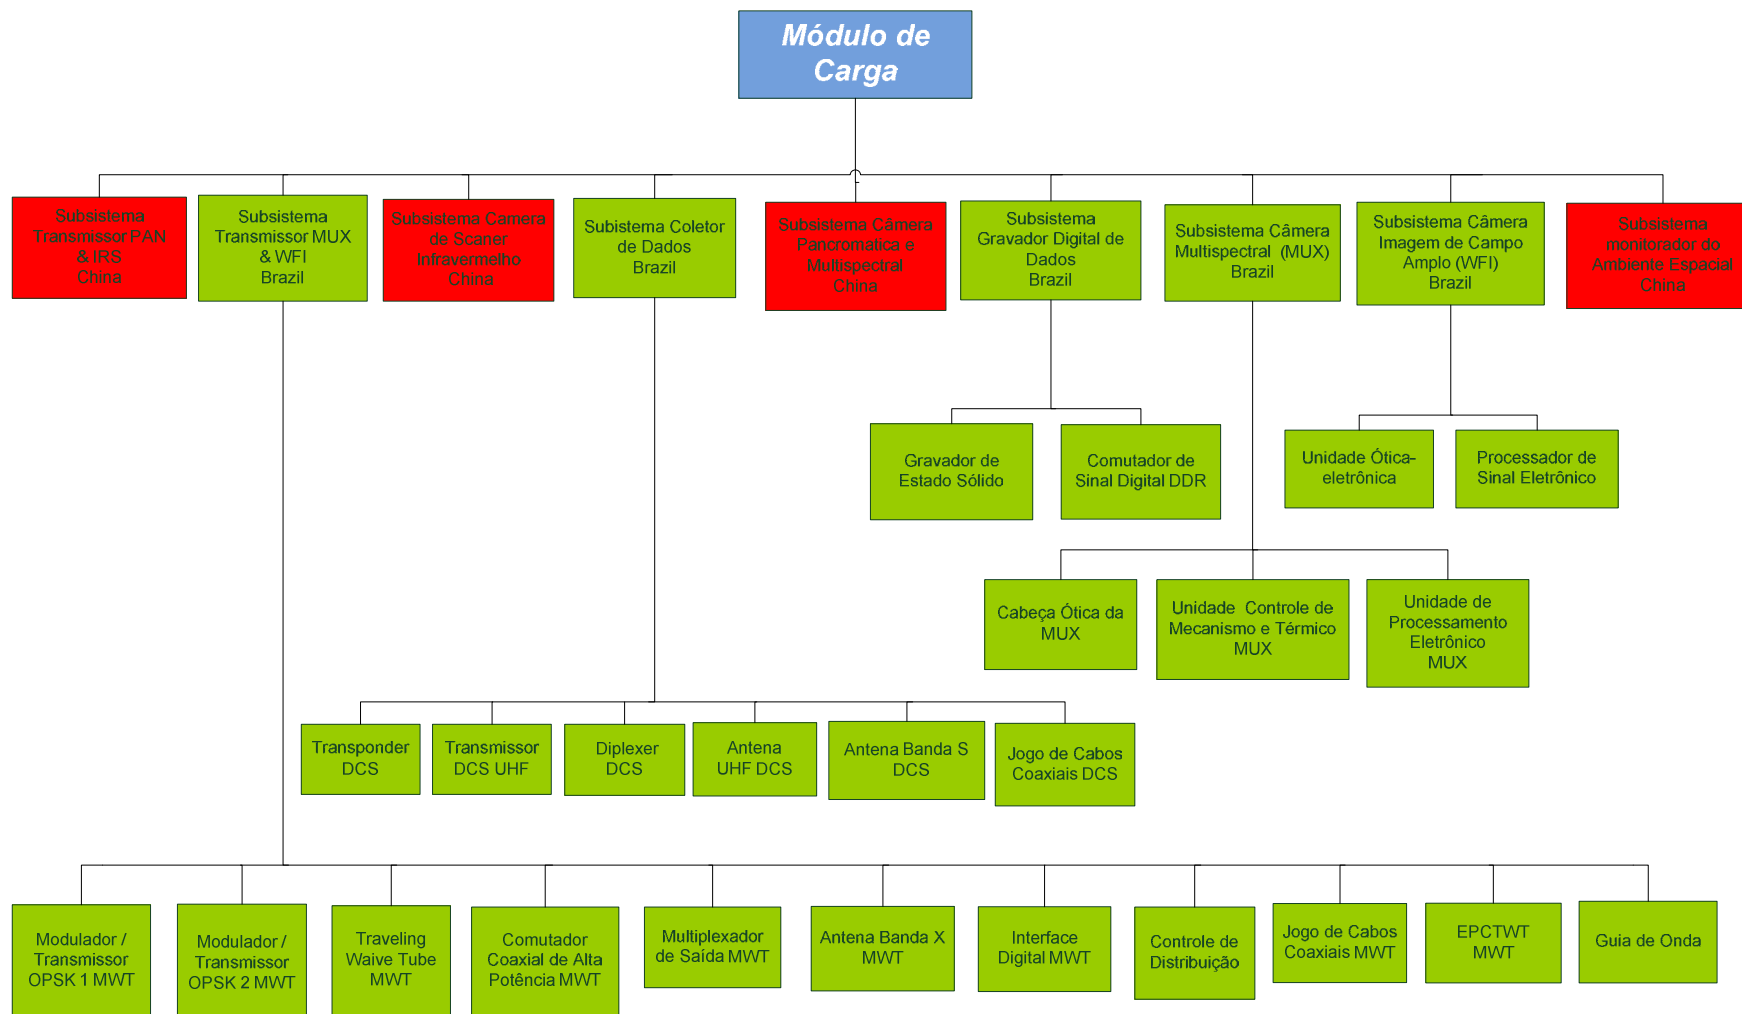 Módulo de
Carga
Subsistema
Transmissor PAN
& IRS
China
Subsistema
Transmissor MUX
& WFI
Brazil
Subsistema Camera
de Scaner
Infravermelho
China
Subistema Coletor
de Dados
Brazil
Subsistema Câmera
Pancromatica e
Multispectral
China
Subsistema
Gravador Digital de
Dados
Brazil
Subsistema Câmera
Multispectral (MUX)
Brazil
Subsistema Câmera
Imagem de Campo
Amplo (WFI)
Brazil
Subsistema
monitorador do
Ambiente Espacial
China
Gravador de
Estado Sólido
Comutador de
Sinal Digital DDR
Unidade Ótica-
eletrônica
Processador de
Sinal Eletrônico
Cabeça Ótica da
MUX
Unidade Controle de
Mecanismo e Térmico
MUX
Unidade de
Processamento
Eletrônico
MUX
Transponder
DCS
Transmissor
DCS UHF
Diplexer
DCS
Antena
UHF DCS
Antena Banda S
DCS
Jogo de Cabos
Coaxiais DCS
Modulador /
Transmissor
OPSK 1 MWT
Modulador /
Transmissor
OPSK 2 MWT
Traveling
Waive Tube
MWT
Comutador
Coaxial de Alta
Potência MWT
Multiplexador
de Saída MWT
Antena Banda X
MWT
Interface
Digital MWT
Controle de
Distribuição
Jogo de Cabos
Coaxiais MWT
EPCTWT
MWT
Guia de Onda